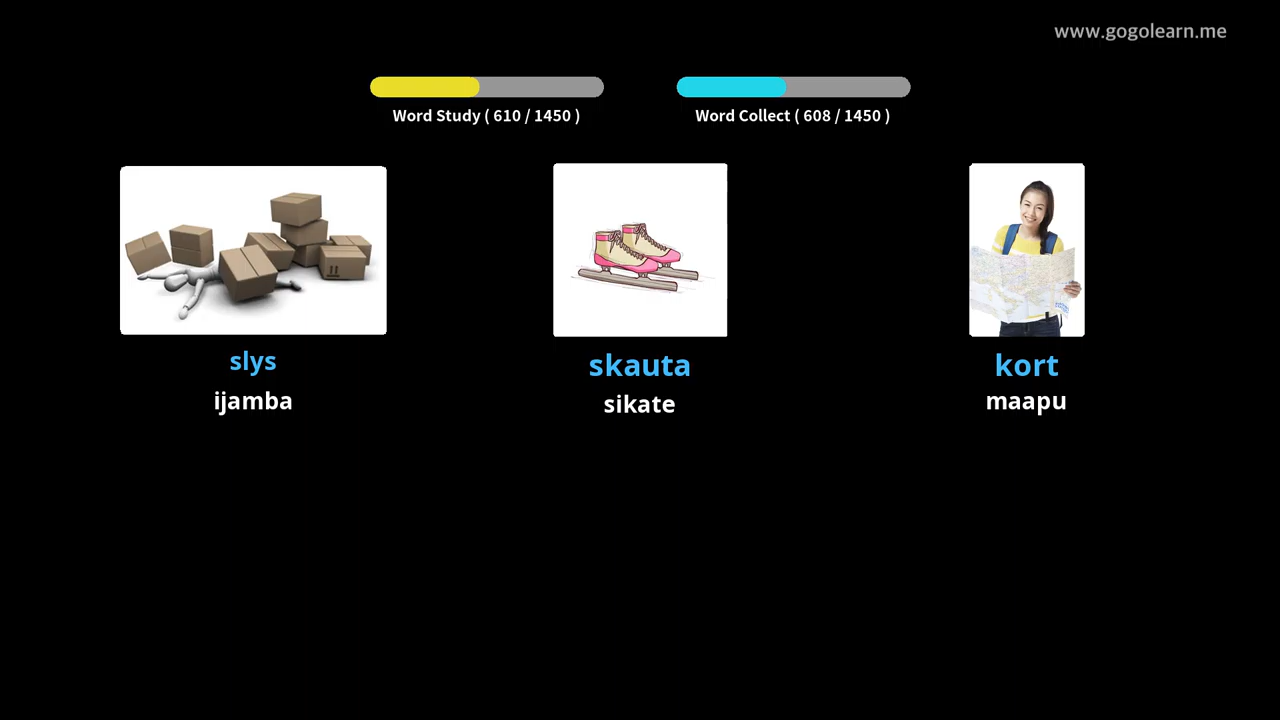 www.gogolearn.me
Word Study ( 610 / 1450 )
Word Collect ( 608 / 1450 )
slys
ijamba
skauta
sikate
kort
maapu